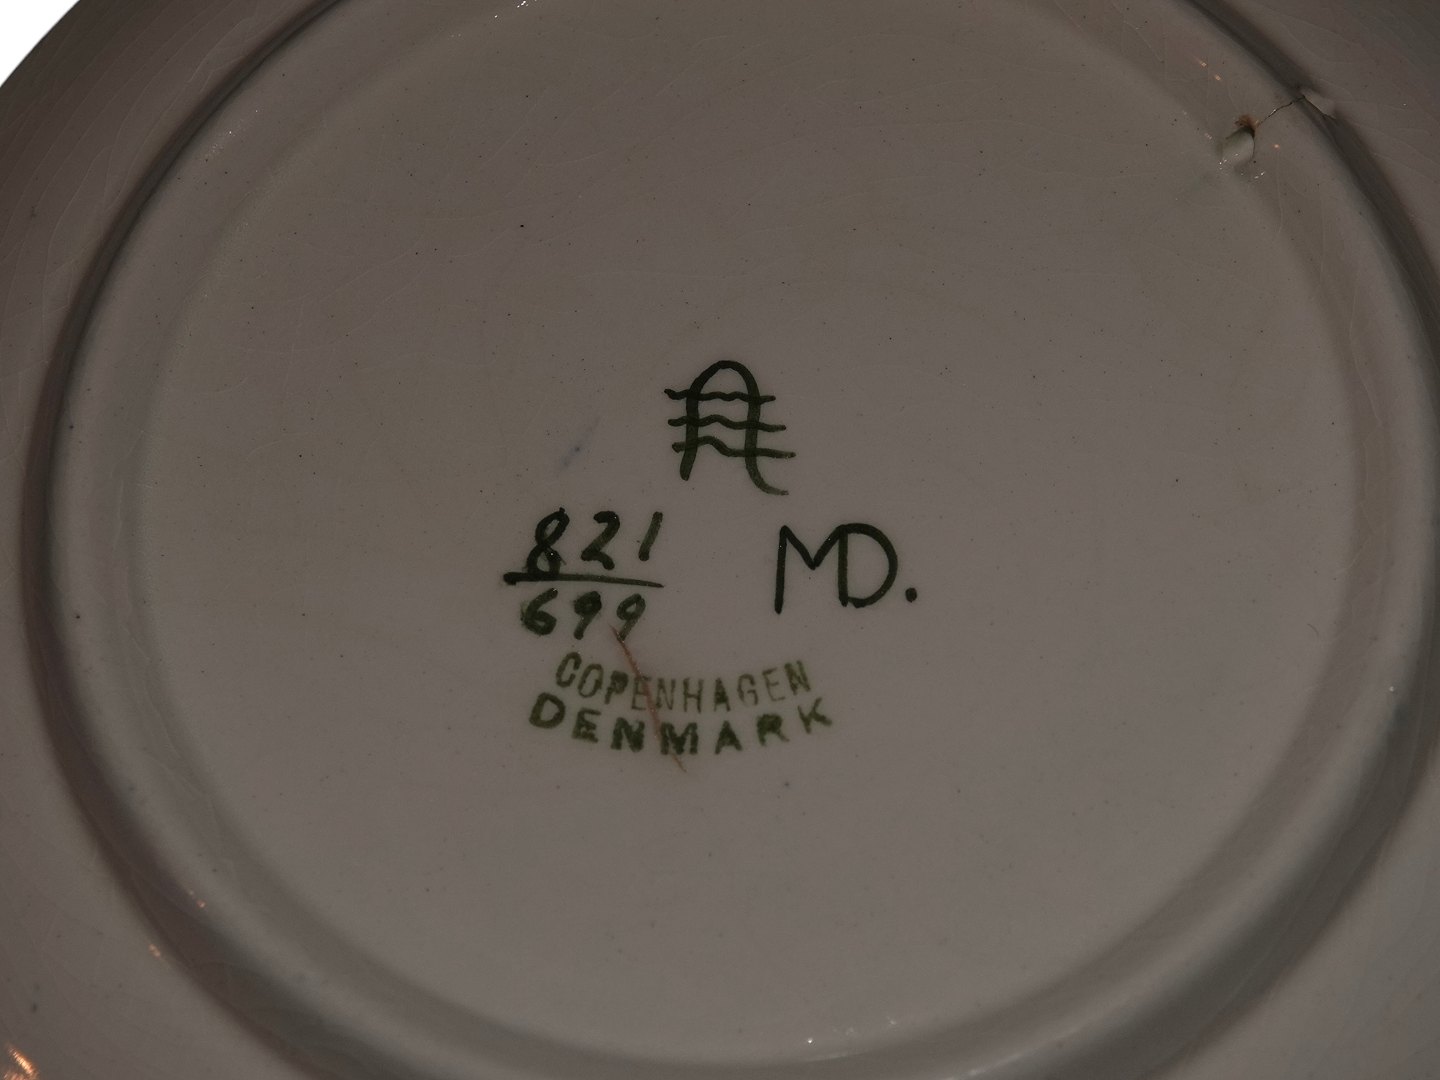 821
699
MD.
COPENHAGEN
DENMARK